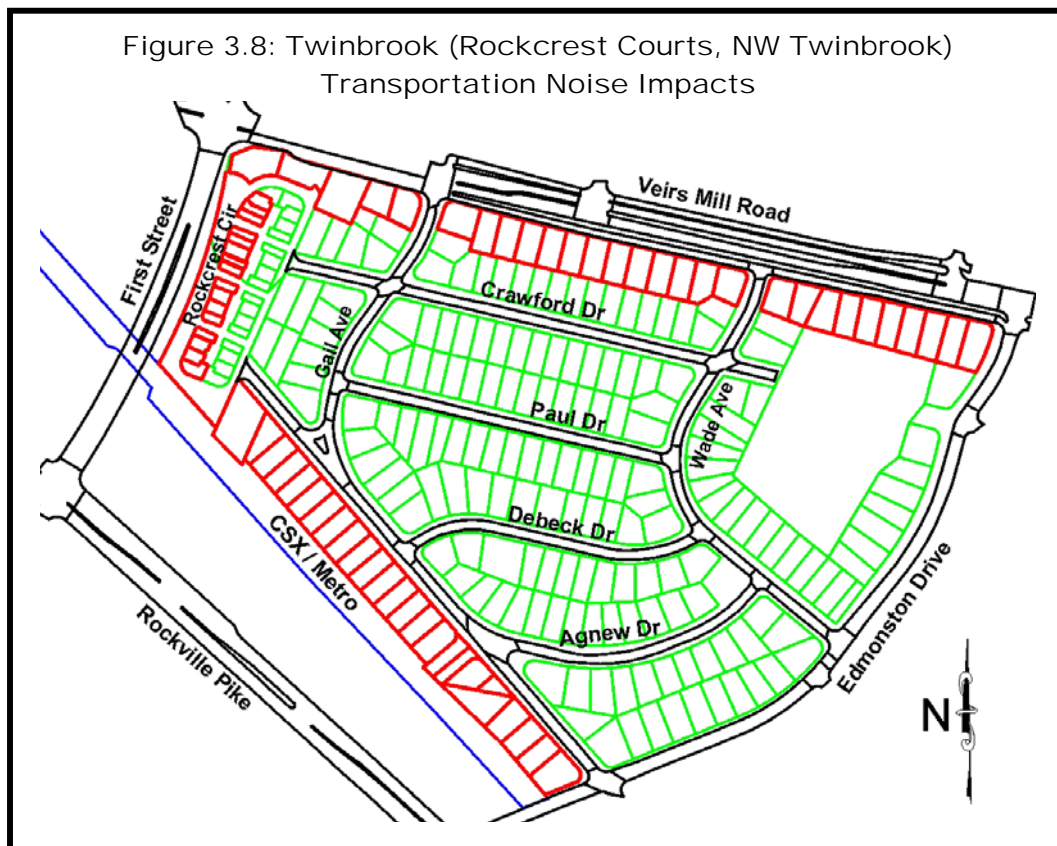 Figure 3.8: Twinbrook (Rockcrest Courts, NW Twinbrook)
Transportation Noise Impacts
Veirs Mill Road
First Street
Rockcrest Cir
Crawford Dr
Gail Ave
Paul Dr
Wade Ave
Debeck Dr
CSX / Metro
Agnew Dr
Edmonston Drive
Rockville Pike
N